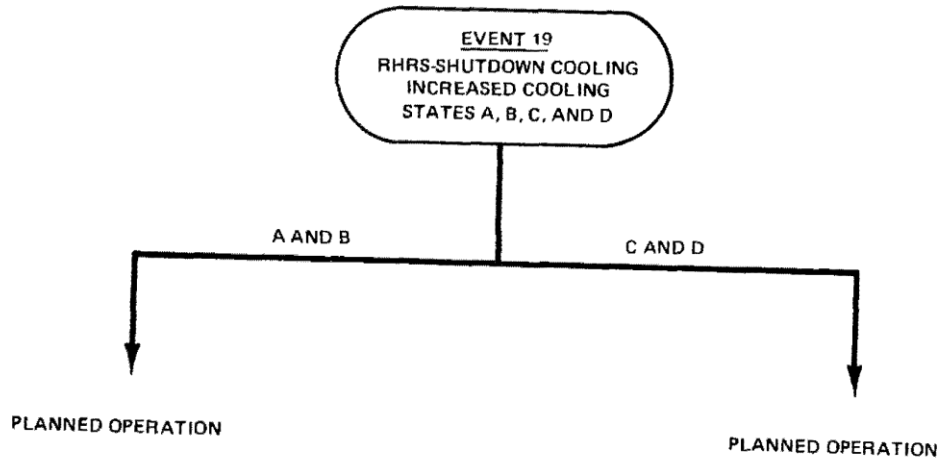 EVENT 19
RHRS-SHUTDOWN COOLING
INCREASED COOLING
STATES A, B, C, AND D
A AND B
C AND D
PLANNED OPERATION
PLANNED OPERATION